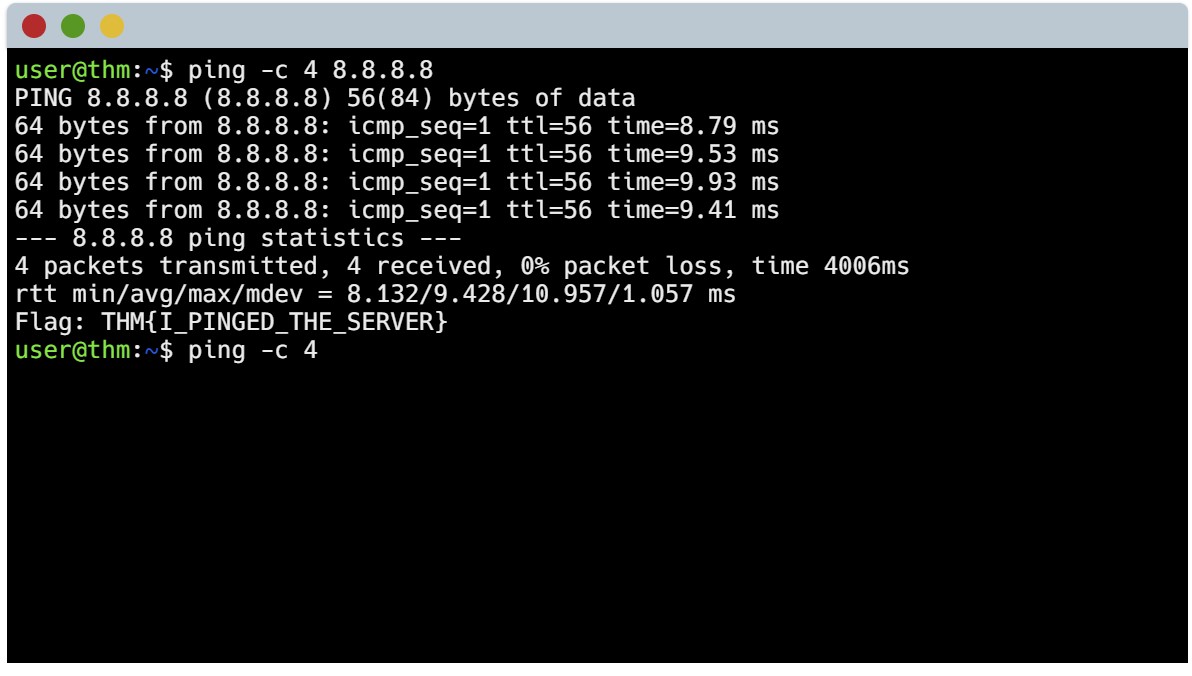 user@thm:~$ ping -c 4 8.8.8.8
PING 8.8.8.8 (8.8.8.8) 56(84) bytes of data
64 bytes from 8.8.8.8: icmp_seq=1 ttl=56 time=8.79 ms
64 bytes from 8.8.8.8: icmp_seq=1 ttl=56 time=9.53 ms
64 bytes from 8.8.8.8: icmp_seq=1 ttl=56 time=9.93 ms
64 bytes from 8.8.8.8: icmp_seq=1 ttl=56 time=9.41 ms
--- 8.8.8.8 ping statistics ---
4 packets transmitted, 4 received, 0% packet loss, time 4006ms
rtt min/avg/max/mdev = 8.132/9.428/10.957/1.057 ms
Flag: THM{I_PINGED_THE_SERVER}
user@thm:~$ ping -c 4